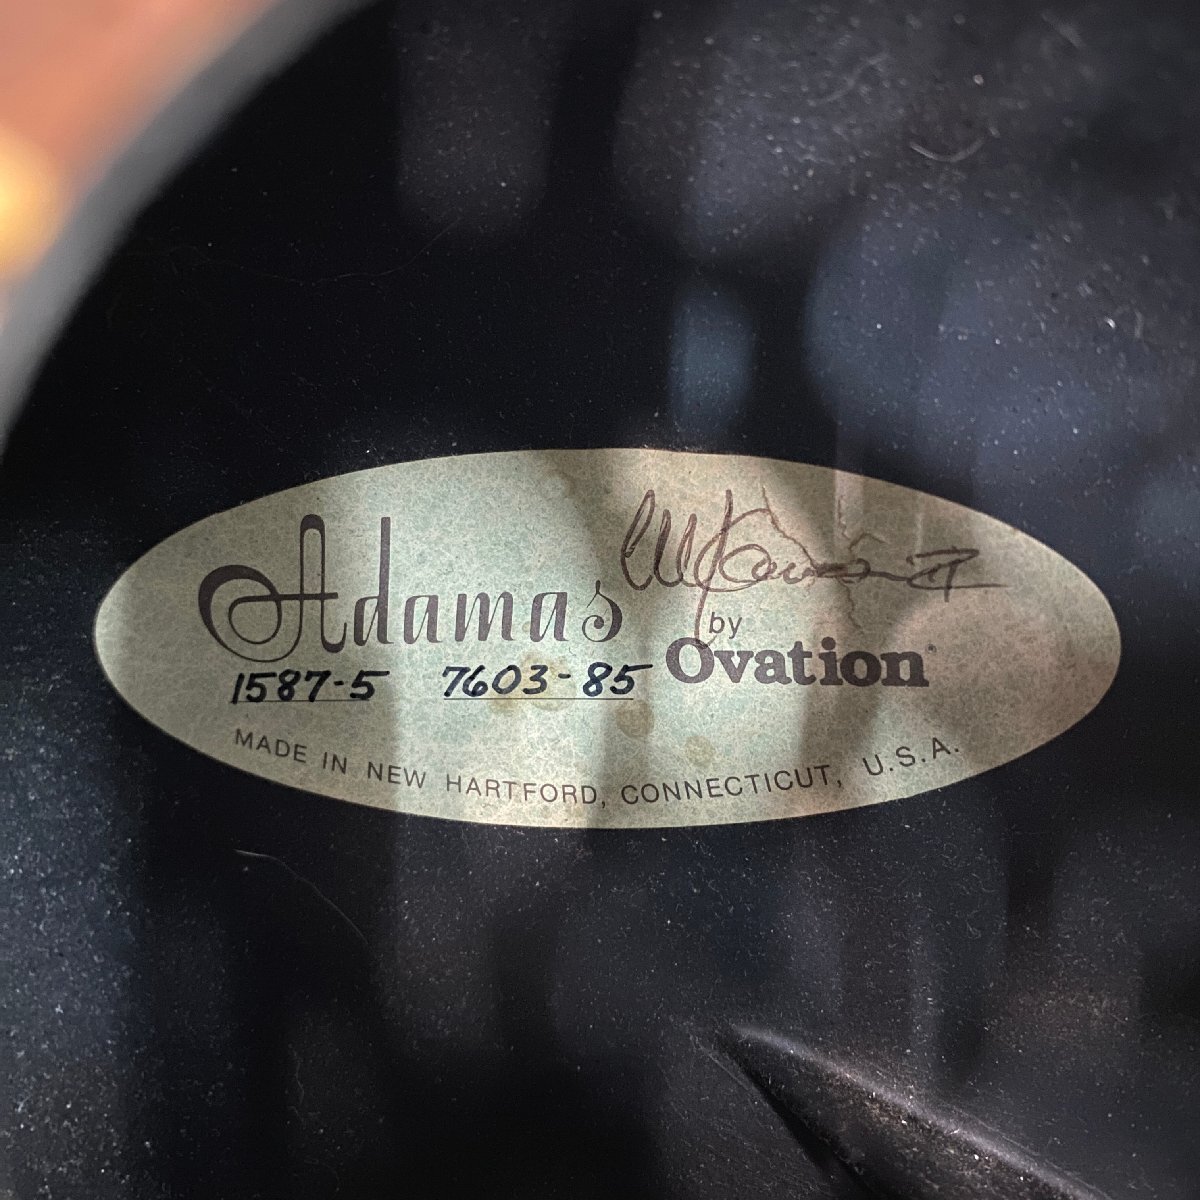 Adamas
by
Ovation
1587-5 7603-85
MADE IN NEW HARTFORD, CONNECTICUT, U.S.A.